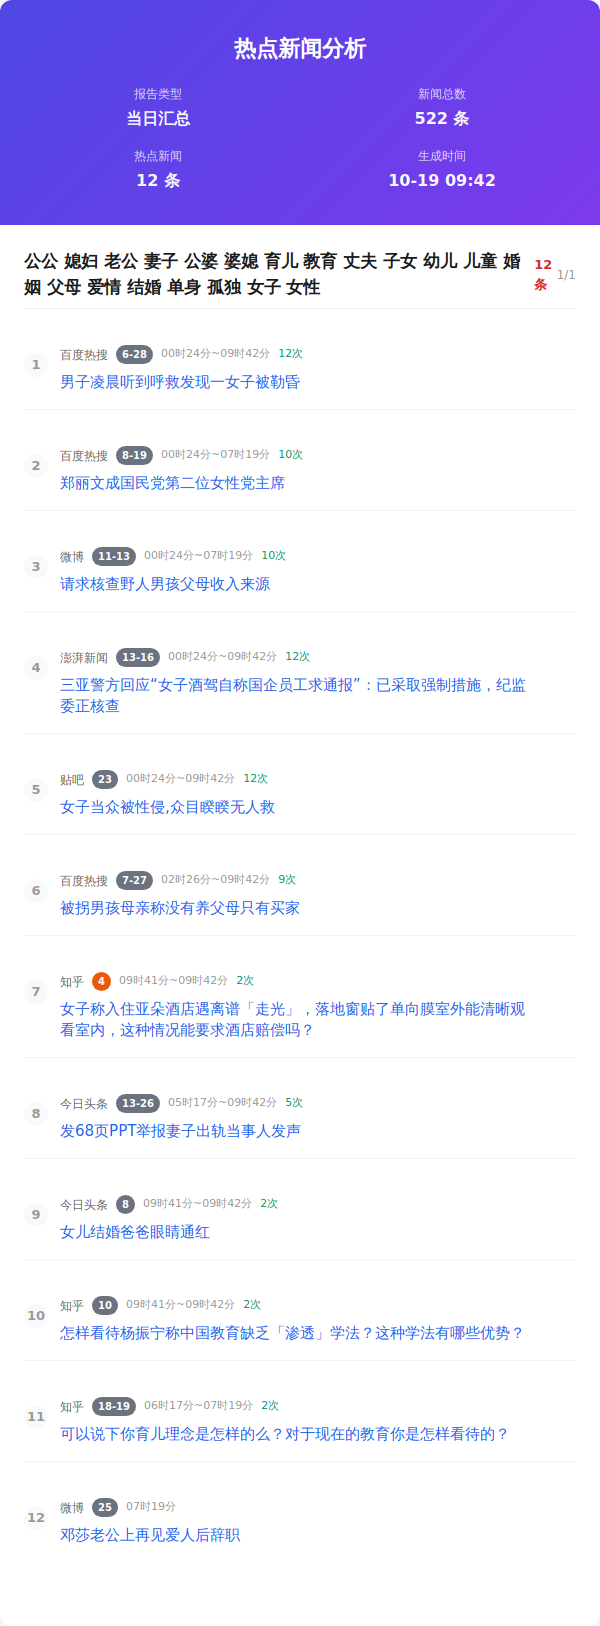 热点新闻分析
报告类型
新闻总数
当日汇总
522 条
热点新闻
生成时间
12 条
10-19 09:42
公公 媳妇 老公 妻子 公婆 婆媳 育儿 教育 丈夫 子女 幼儿 儿童 婚
姻 父母 爱情 结婚 单身 孤独 女子 女性
12
条
1/1
1
百度热搜 6-28 00时24分~09时42分 12次
男子凌晨听到呼救发现一女子被勒昏
2
百度热搜 8-19 00时24分~07时19分 10次
郑丽文成国民党第二位女性党主席
3
微博 11-13 00时24分~07时19分 10次
请求核查野人男孩父母收入来源
4
澎湃新闻 13-16 00时24分~09时42分 12次
三亚警方回应“女子酒驾自称国企员工求通报”：已采取强制措施，纪监
委正核查
5
贴吧 23 00时24分~09时42分 12次
女子当众被性侵,众目睽睽无人救
6
百度热搜 7-27 02时26分~09时42分 9次
被拐男孩母亲称没有养父母只有买家
7
知乎 4 09时41分~09时42分 2次
女子称入住亚朵酒店遇离谱「走光」，落地窗贴了单向膜室外能清晰观
看室内，这种情况能要求酒店赔偿吗？
8
今日头条 13-26 05时17分~09时42分 5次
发68页PPT举报妻子出轨当事人发声
9
今日头条 8 09时41分~09时42分 2次
女儿结婚爸爸眼睛通红
10
知乎 10 09时41分~09时42分 2次
怎样看待杨振宁称中国教育缺乏「渗透」学法？这种学法有哪些优势？
11
知乎 18-19 06时17分~07时19分 2次
可以说下你育儿理念是怎样的么？对于现在的教育你是怎样看待的？
12
微博 25 07时19分
邓莎老公上再见爱人后辞职